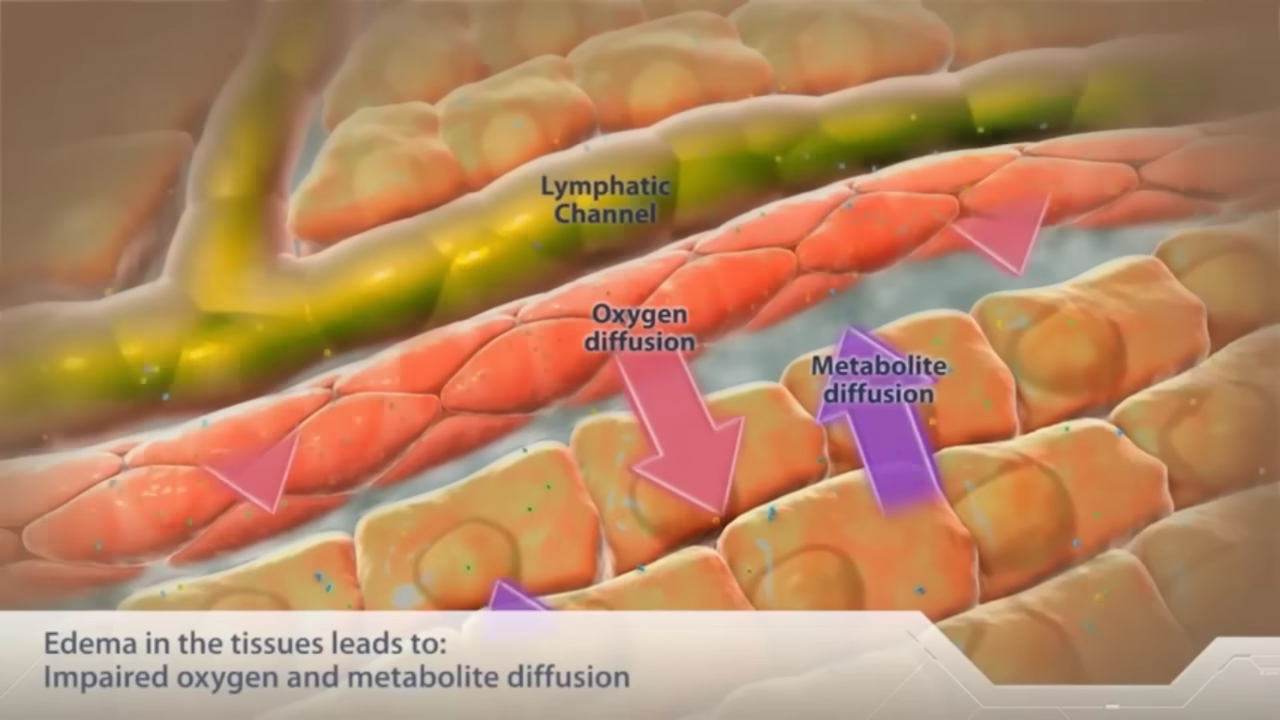 Lymphatic
Channel
Oxygen
diffusion
Metabolite
diffusion
Edema in the tissues leads to:
Impaired oxygen and metabolite diffusion